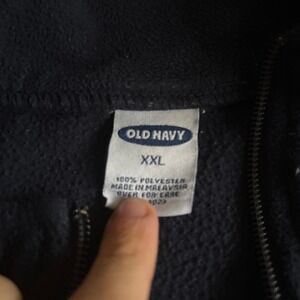 OLD NAVY
XXL
100% POLYESTER
MADE IN MALAYSIA
OVER FOR CARE